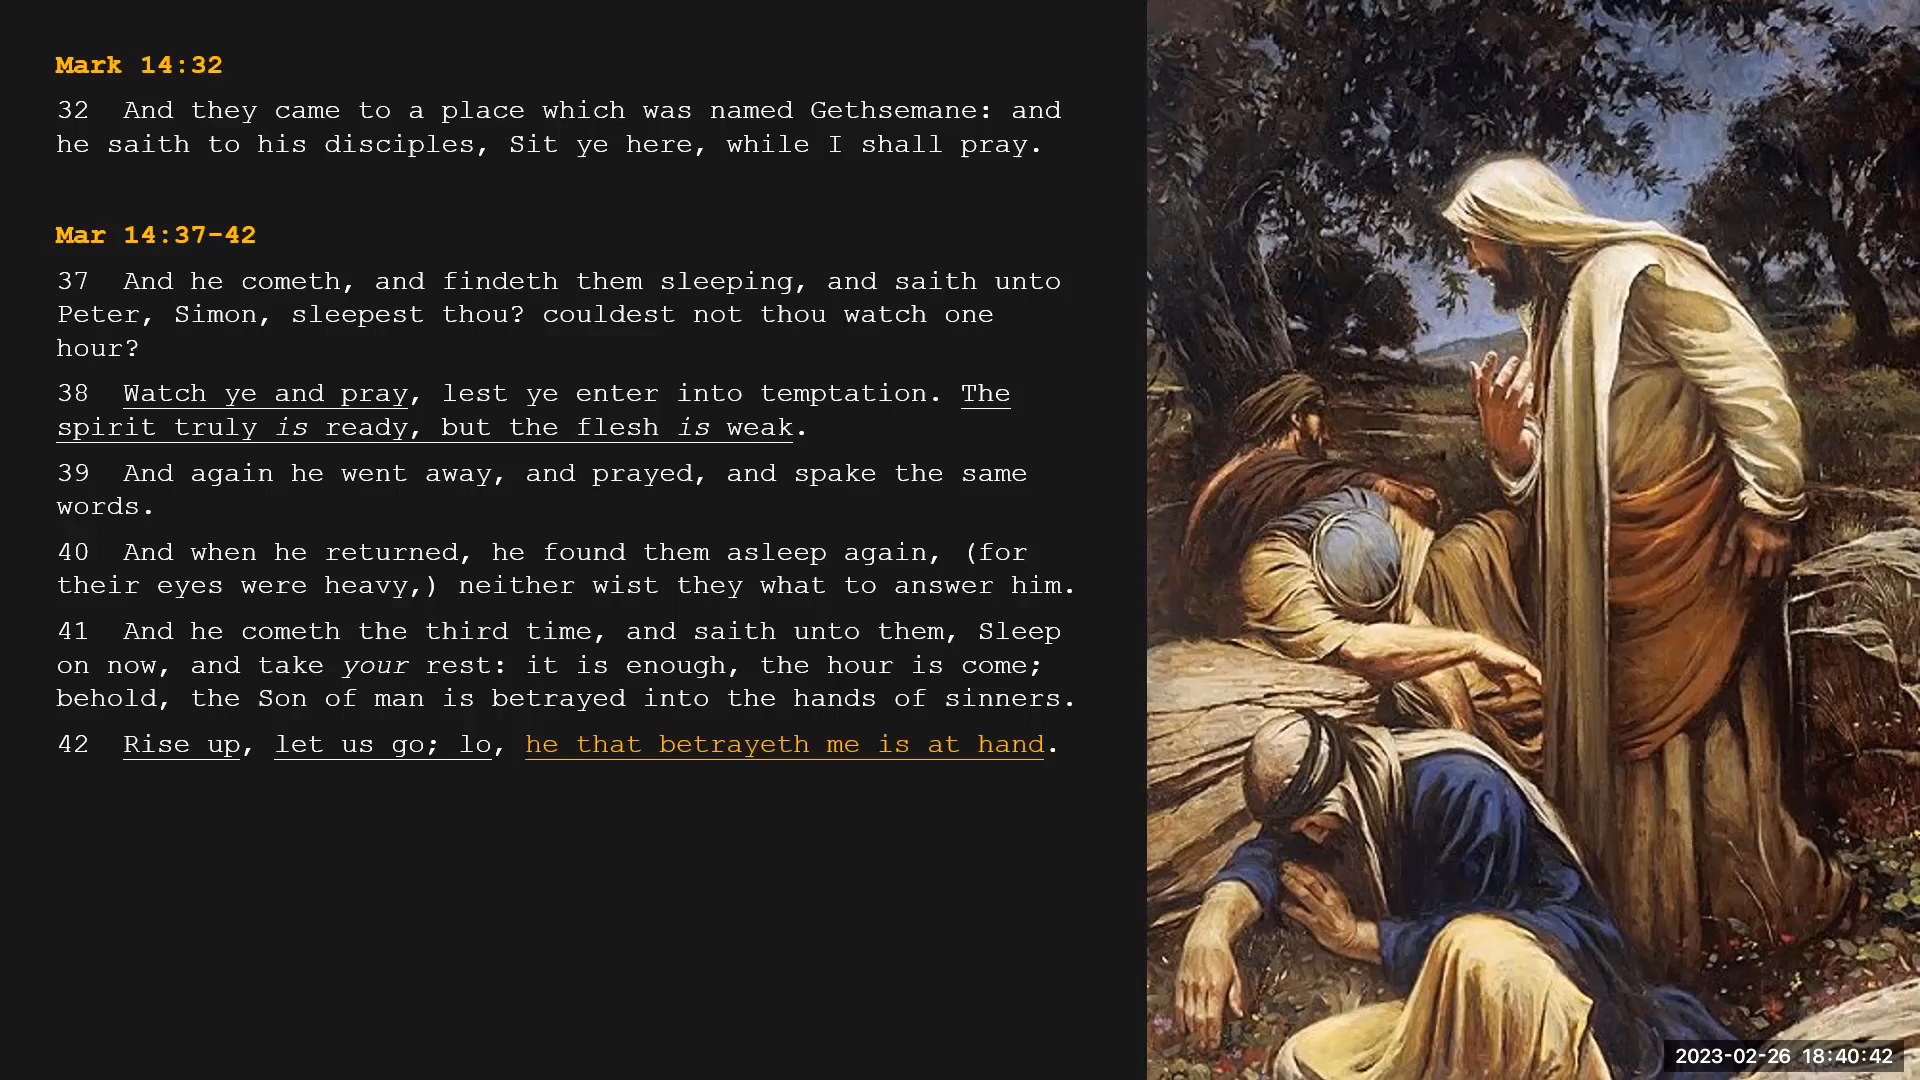 Mark 14:32
32 And they came to a place which was named Gethsemane: and
he saith to his disciples, Sit ye here, while I shall pray.
Mar 14:37-42
37 And he cometh, and findeth them sleeping, and saith unto
Peter, Simon, sleepest thou? couldest not thou watch one
hour?
38 Watch ye and pray, lest ye enter into temptation. The
spirit truly is ready, but the flesh is weak.
39 And again he went away, and prayed, and spake the same
words.
40 And when he returned, he found them asleep again, (for
their eyes were heavy,) neither wist they what to answer him.
41 And he cometh the third time, and saith unto them, Sleep
on now, and take your rest: it is enough, the hour is come;
behold, the Son of man is betrayed into the hands of sinners.
42 Rise up, let us go; lo, he that betrayeth me is at hand.
2023-02-26 18:40:42